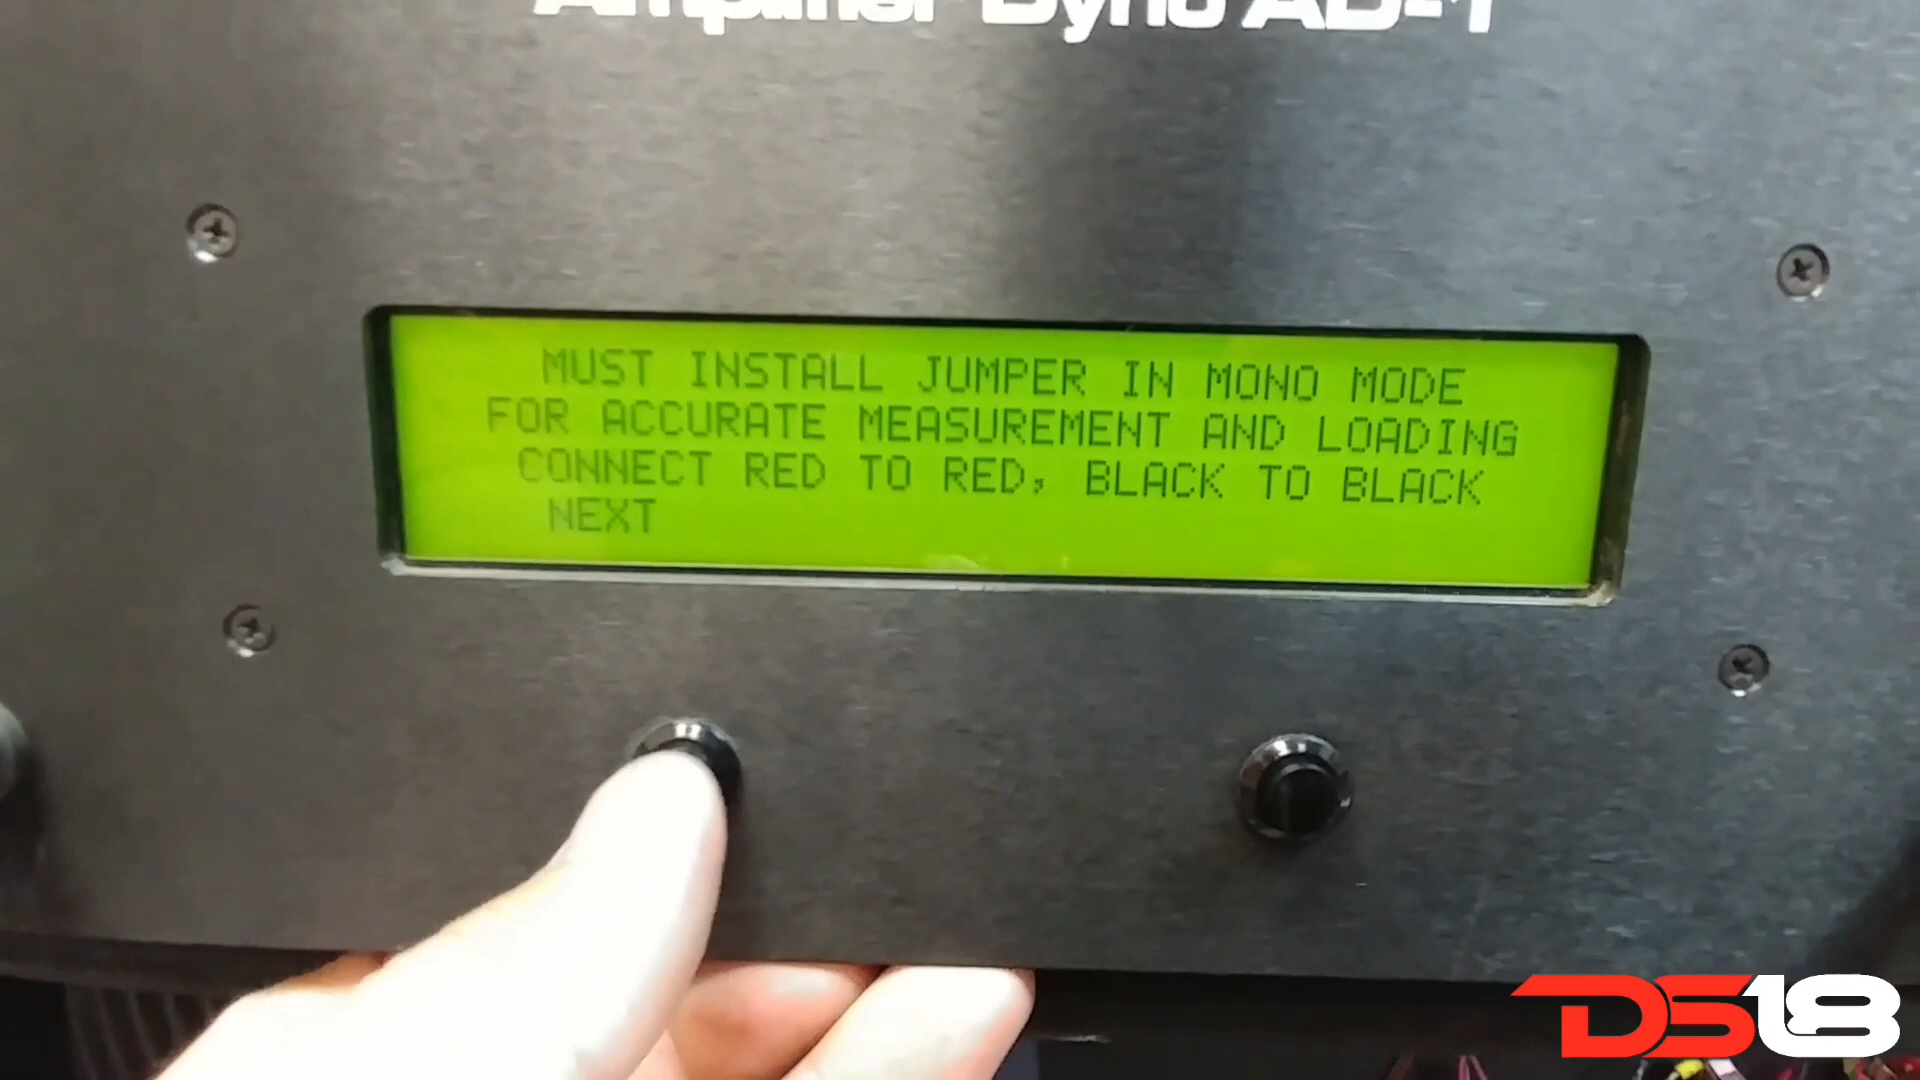 Amplifier Dyno AD-1
MUST INSTALL JUMPER IN MONO MODE
FOR ACCURATE MEASUREMENT AND LOADING
CONNECT RED TO RED, BLACK TO BLACK
NEXT
DS18